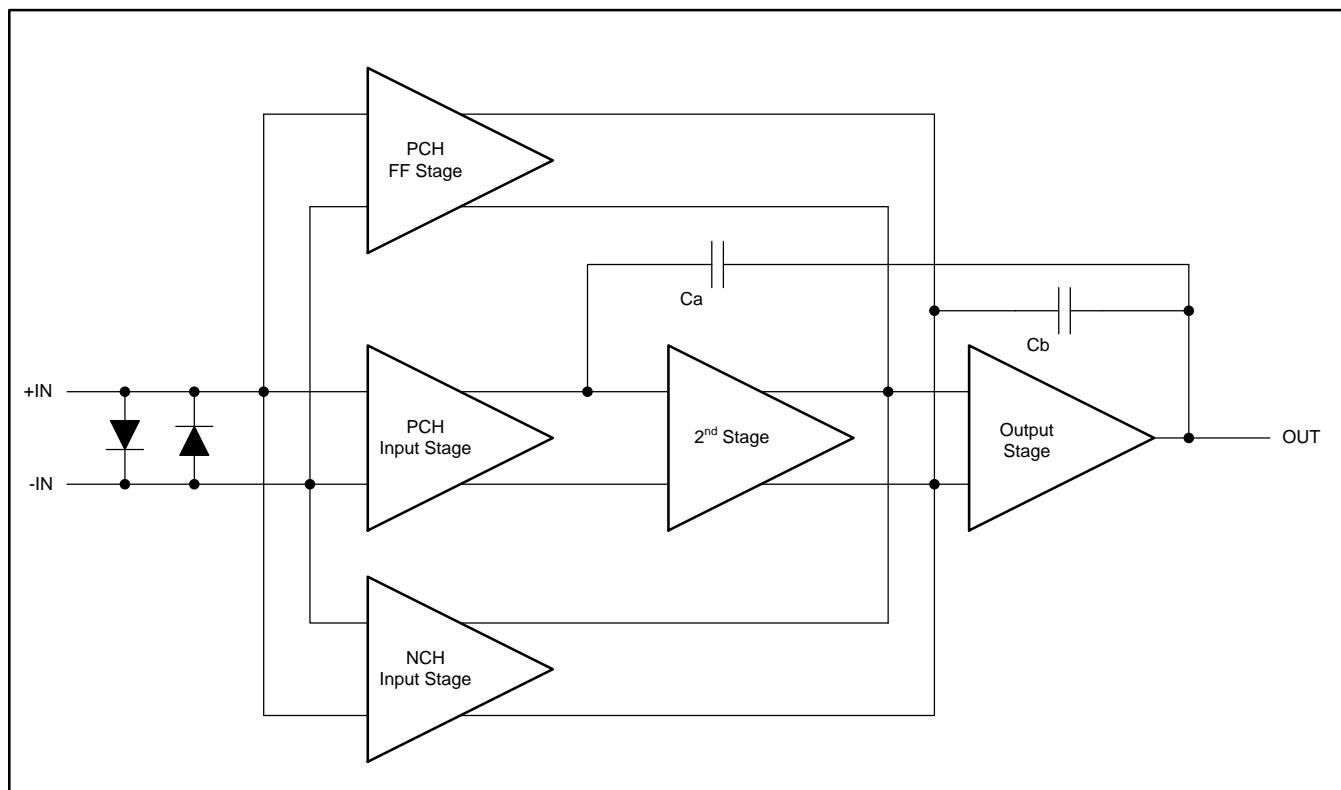 PCH
FF Stage
Ca
Cb
+IN
-IN
PCH
Input Stage
2nd Stage
Output
Stage
OUT
NCH
Input Stage